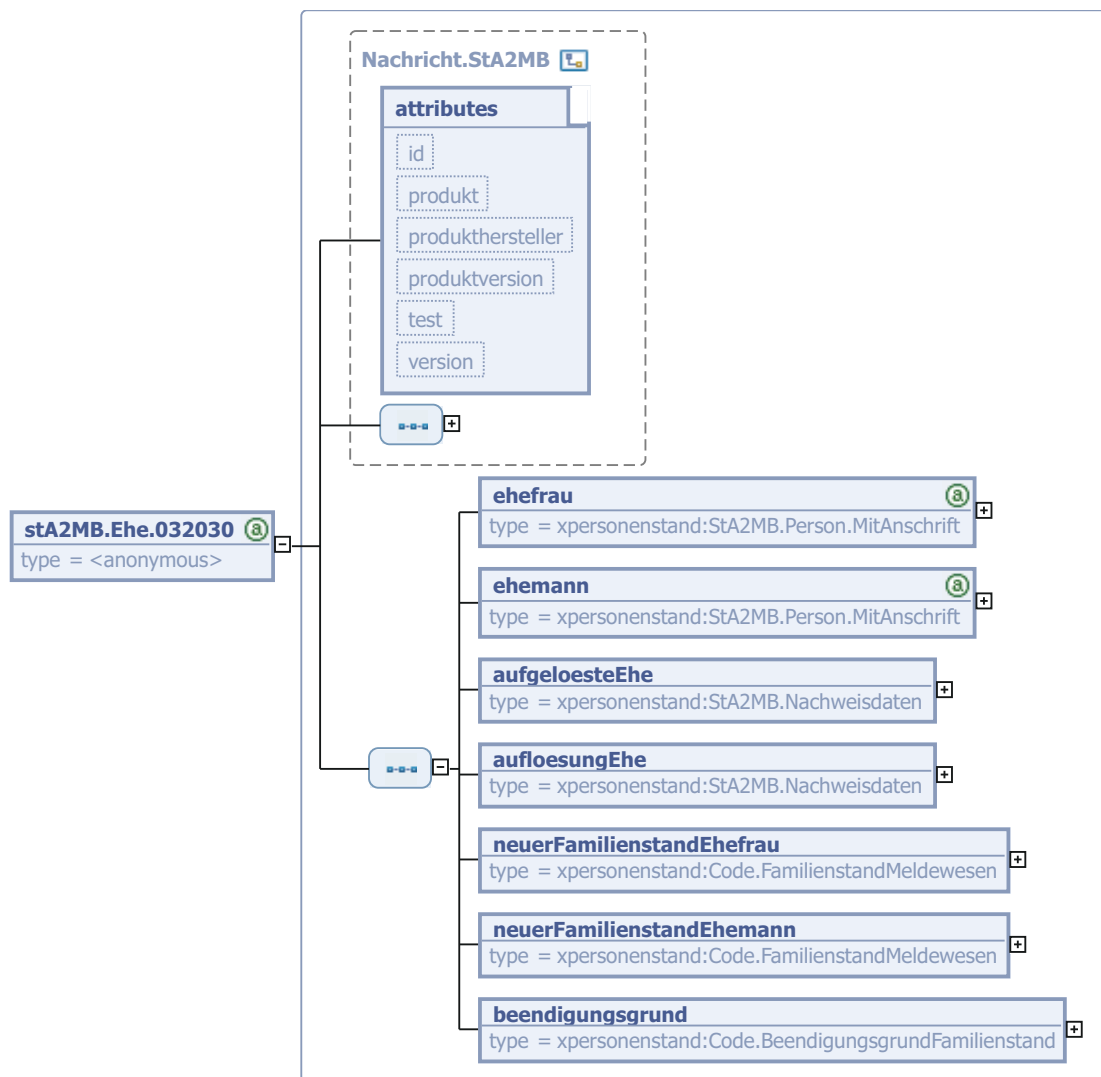 Nachricht.StA2MB
attributes
id
produkt
produkthersteller
produktversion
test
version
stA2MB.Ehe.032030 a
type = <anonymous>
ehefrau a
type = xpersonenstand:StA2MB.Person.MitAnschrift
ehemann a
type = xpersonenstand:StA2MB.Person.MitAnschrift
aufgeloesteEhe
type = xpersonenstand:StA2MB.Nachweisdaten
aufloesungEhe
type = xpersonenstand:StA2MB.Nachweisdaten
neuerFamilienstandEhefrau
type = xpersonenstand:Code.FamilienstandMeldewesen
neuerFamilienstandEhemann
type = xpersonenstand:Code.FamilienstandMeldewesen
beendigungsgrund
type = xpersonenstand:Code.BeendigungsgrundFamilienstand